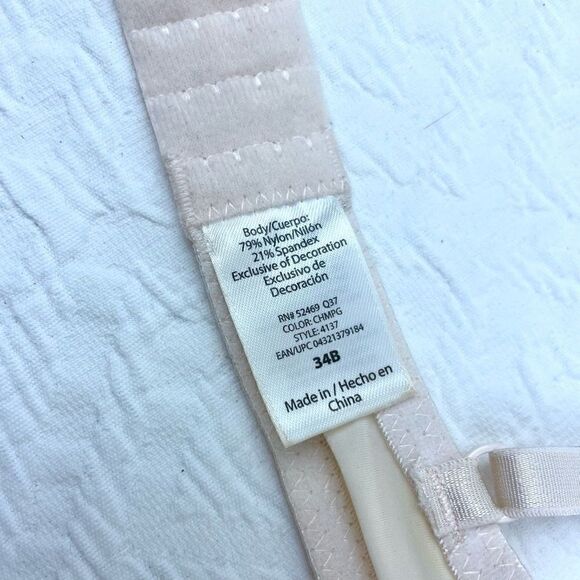 Body/Cuerpo:
79% Nylon/Nilón
21% Spandex
Exclusive of Decoration
Exclusivo de
Decoración
RN# 52469 Q37
COLOR: CHMPG
STYLE: 4137
EAN/UPC 04321379184
34B
Made in / Hecho en
China